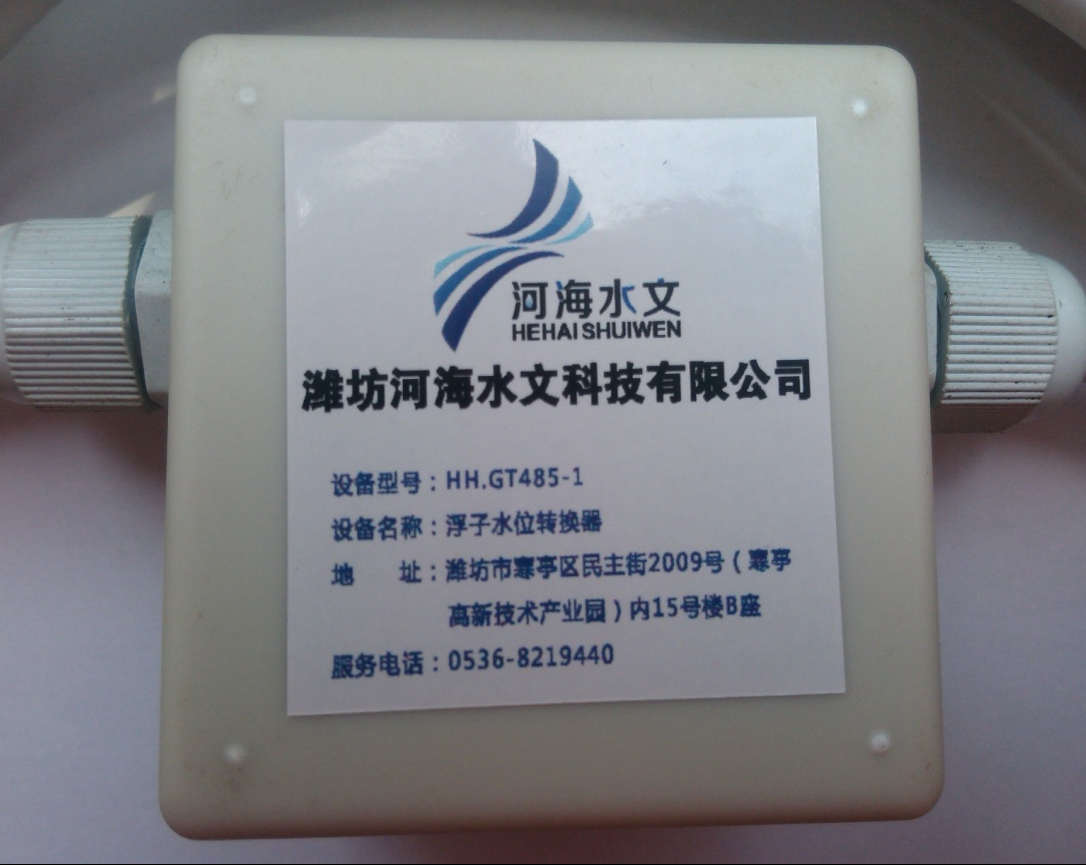 河海水文
HEHAI SHUIWEN
潍坊河海水文科技有限公司
设备型号：HH.GT485-1
设备名称：浮子水位转换器
地 址：潍坊市寒亭区民主街2009号（寒亭
高新技术产业园）内15号楼B座
服务电话：0536-8219440